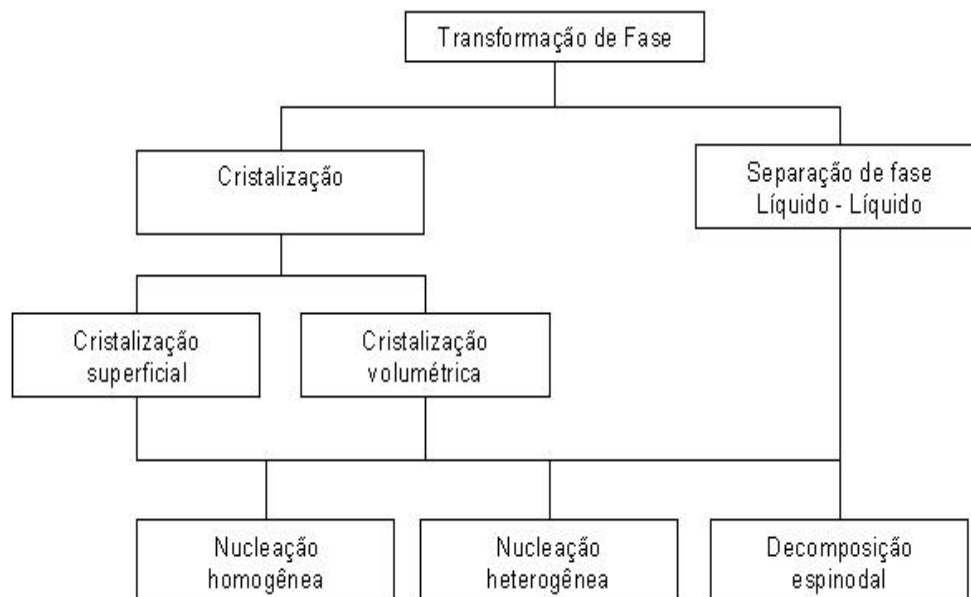 Transformação de Fase
Cristalização
Separação de fase
Líquido - Líquido
Cristalização
superficial
Cristalização
volumétrica
Nucleação
homogênea
Nucleação
heterogênea
Decomposição
espinodal